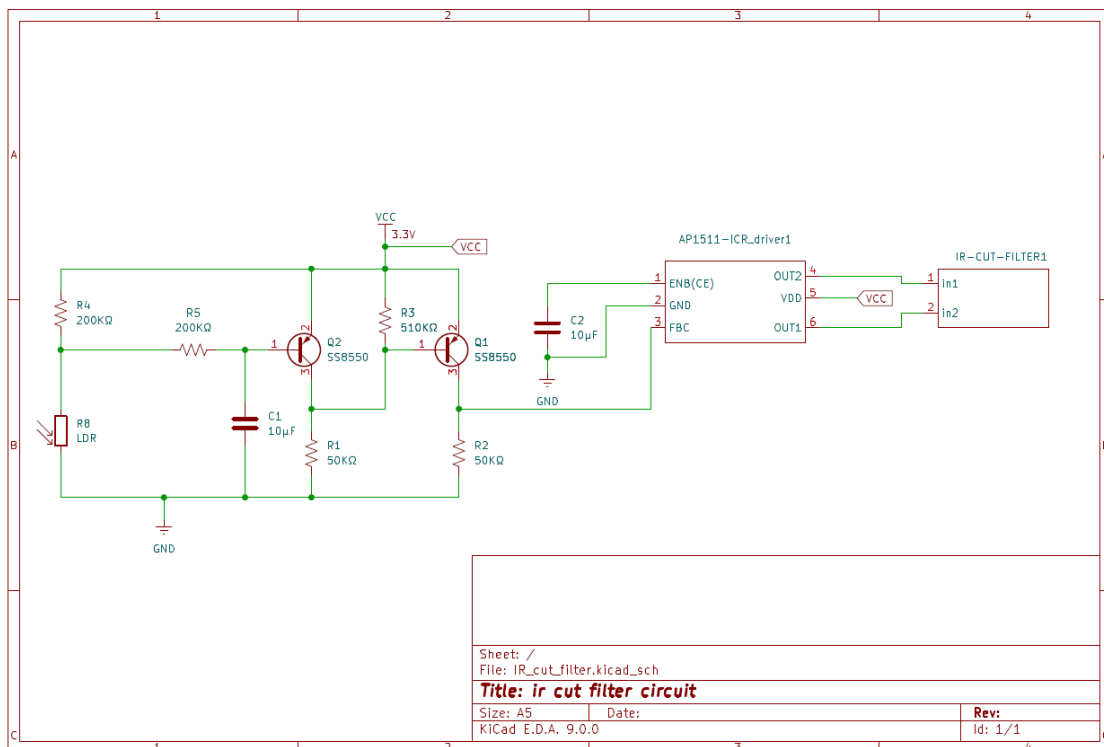 1 2 3 4
A
B
C
A
B
VCC
3.3V
VCC
R4
200KΩ
R5
200KΩ
1
2
3
Q2
SS8550
R3
510KΩ
1
2
3
Q1
SS8550
R8
LDR
C1
10µF
R1
50KΩ
R2
50KΩ
GND
C2
10µF
GND
AP1511-ICR_driver1
1 ENB(CE)
2 GND
3 FBC
OUT2 4
VDD 5
OUT1 6
VCC
IR-CUT-FILTER1
1 in1
2 in2
Sheet: /
File: IR_cut_filter.kicad_sch
Title: ir cut filter circuit
Size: A5 Date: Rev:
KiCad E.D.A. 9.0.0 Id: 1/1
1 2 3 4